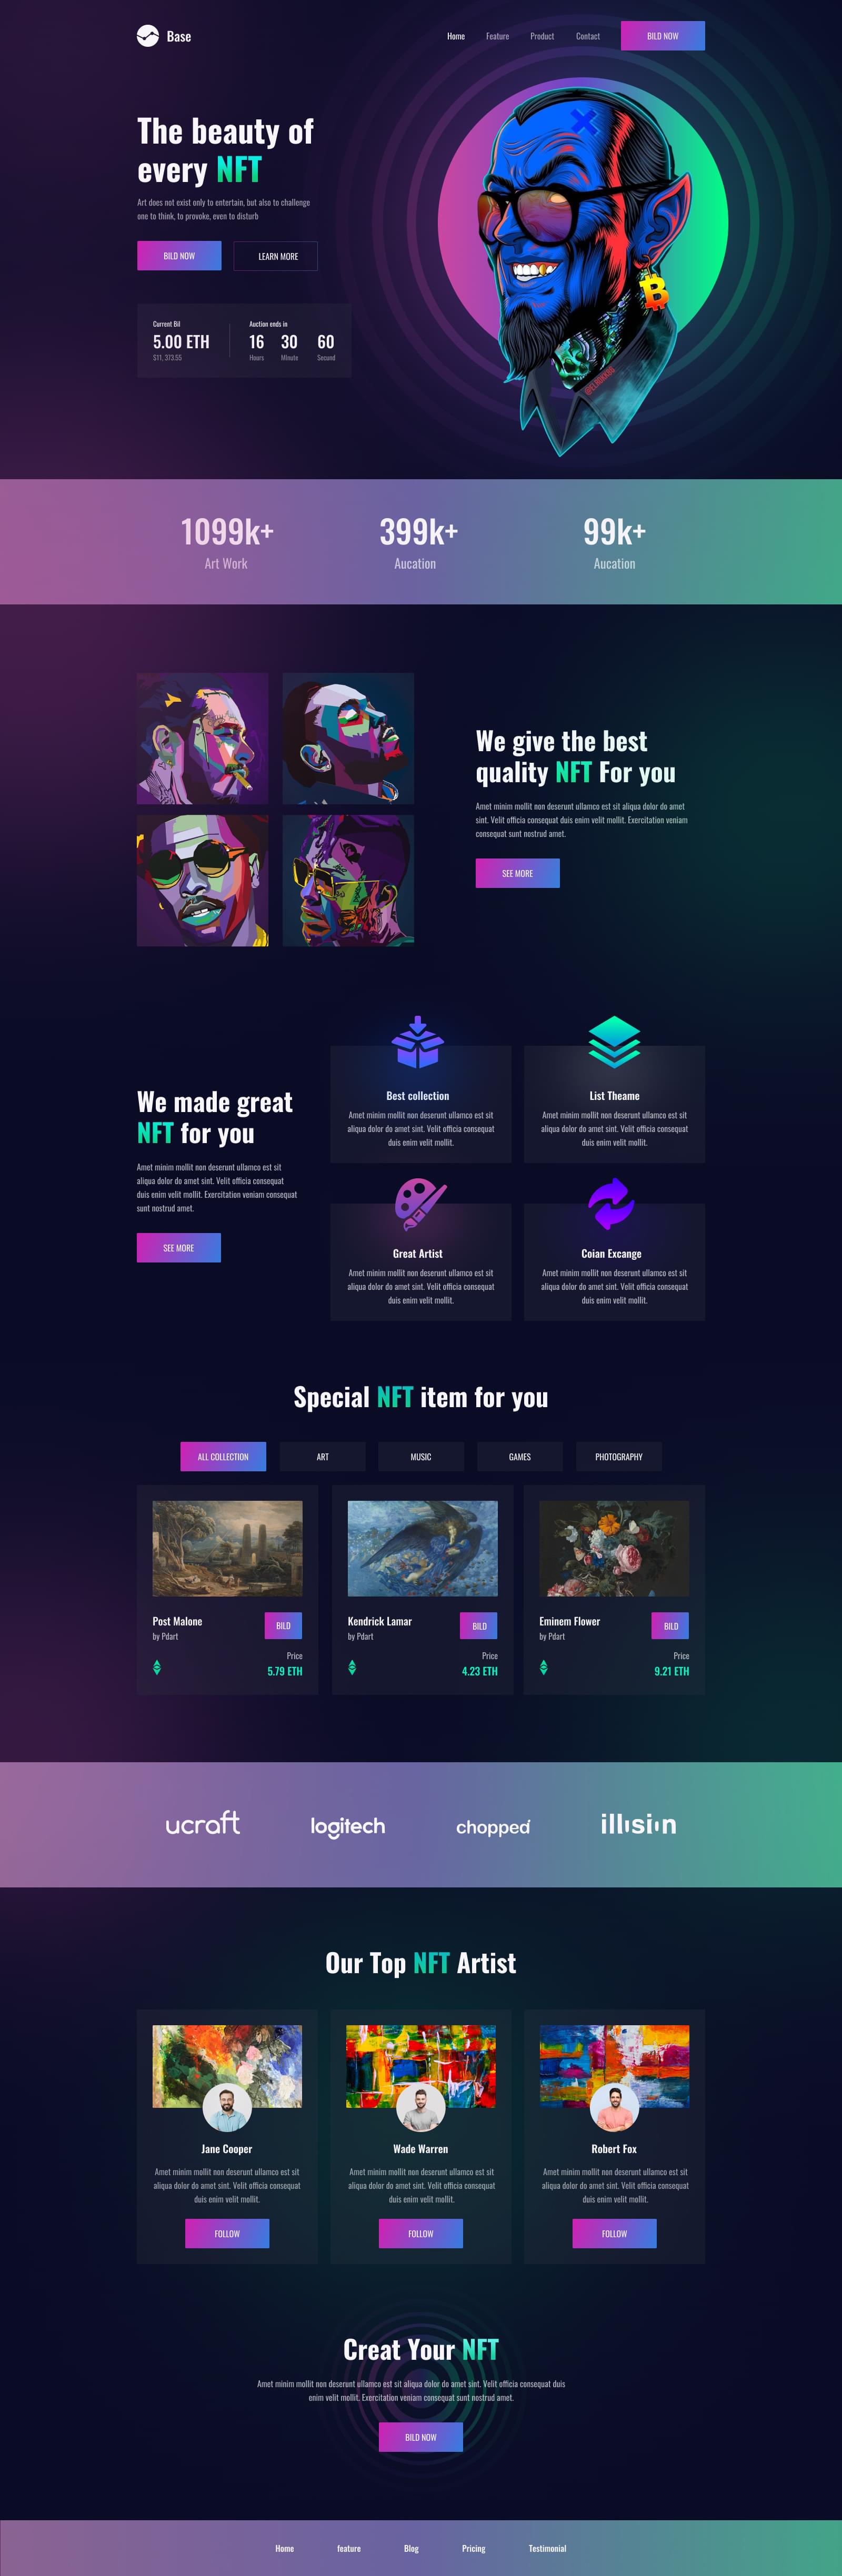 Base
Home
Feature
Product
Contact
BILD NOW
The beauty of
every NFT
Art does not exist only to entertain, but also to challenge
one to think, to provoke, even to disturb
BILD NOW
LEARN MORE
Current Bil
5.00 ETH
$11, 373.55
Auction ends in
16 30 60
Hours Minute Secund
1099k+
Art Work
399k+
Aucation
99k+
Aucation
We give the best
quality NFT For you
Amet minim mollit non deserunt ullamco est sit aliqua dolor do amet
sint. Velit officia consequat duis enim velit mollit. Exercitation veniam
consequat sunt nostrud amet.
SEE MORE
We made great
NFT for you
Amet minim mollit non deserunt ullamco est sit
aliqua dolor do amet sint. Velit officia consequat
duis enim velit mollit. Exercitation veniam consequat
sunt nostrud amet.
SEE MORE
Best collection
Amet minim mollit non deserunt ullamco est sit
aliqua dolor do amet sint. Velit officia consequat
duis enim velit mollit.
List Theame
Amet minim mollit non deserunt ullamco est sit
aliqua dolor do amet sint. Velit officia consequat
duis enim velit mollit.
Great Artist
Amet minim mollit non deserunt ullamco est sit
aliqua dolor do amet sint. Velit officia consequat
duis enim velit mollit.
Coian Excange
Amet minim mollit non deserunt ullamco est sit
aliqua dolor do amet sint. Velit officia consequat
duis enim velit mollit.
Special NFT item for you
ALL COLLECTION
ART
MUSIC
GAMES
PHOTOGRAPHY
Post Malone
by Pdart
BILD
Price
5.79 ETH
Kendrick Lamar
by Pdart
BILD
Price
4.23 ETH
Eminem Flower
by Pdart
BILD
Price
9.21 ETH
ucraft
logitech
chopped
illusion
Our Top NFT Artist
Jane Cooper
Amet minim mollit non deserunt ullamco est sit
aliqua dolor do amet sint. Velit officia consequat
duis enim velit mollit.
FOLLOW
Wade Warren
Amet minim mollit non deserunt ullamco est sit
aliqua dolor do amet sint. Velit officia consequat
duis enim velit mollit.
FOLLOW
Robert Fox
Amet minim mollit non deserunt ullamco est sit
aliqua dolor do amet sint. Velit officia consequat
duis enim velit mollit.
FOLLOW
Creat Your NFT
Amet minim mollit non deserunt ullamco est sit aliqua dolor do amet sint. Velit officia consequat duis
enim velit mollit. Exercitation veniam consequat sunt nostrud amet.
BILD NOW
Home
feature
Blog
Pricing
Testimonial